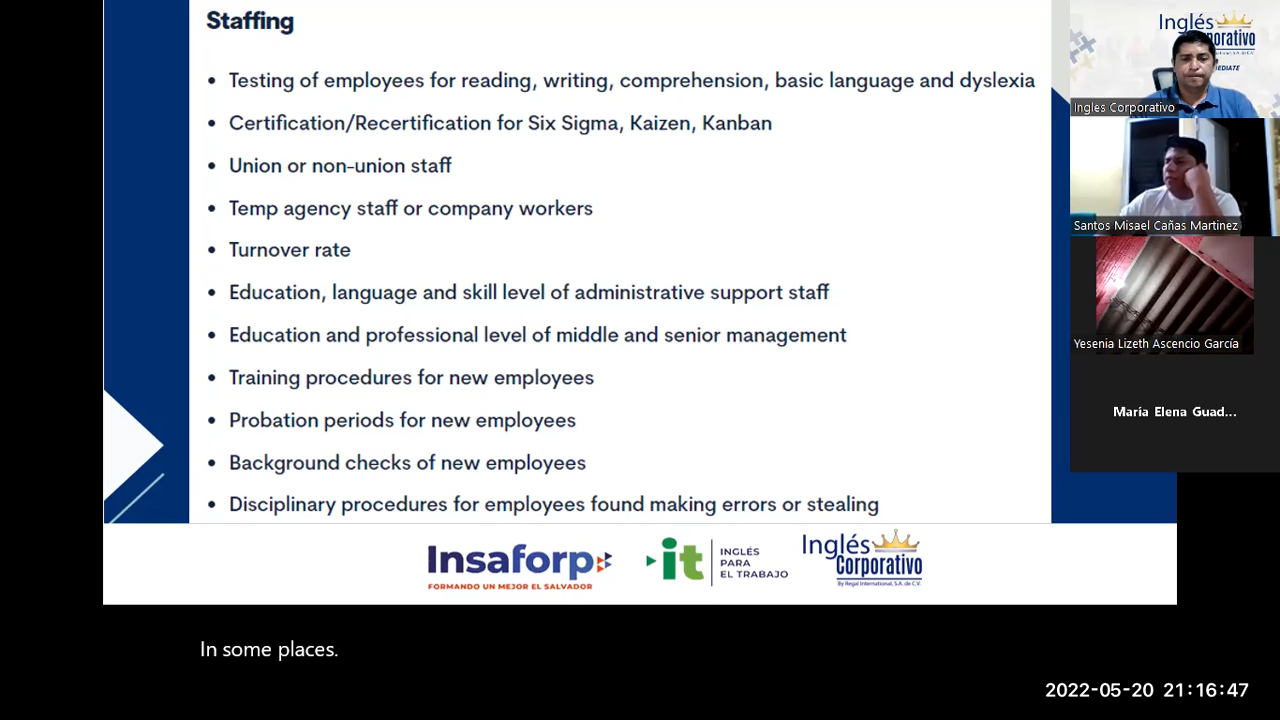 Staffing
Testing of employees for reading, writing, comprehension, basic language and dyslexia
Certification/Recertification for Six Sigma, Kaizen, Kanban
Union or non-union staff
Temp agency staff or company workers
Turnover rate
Education, language and skill level of administrative support staff
Education and professional level of middle and senior management
Training procedures for new employees
Probation periods for new employees
Background checks of new employees
Disciplinary procedures for employees found making errors or stealing
Insaforp
FORMANDO UN MEJOR EL SALVADOR
it
INGLÉS
PARA
EL TRABAJO
Inglés
Corporativo
By Regal International, S.A. de C.V.
Inglés
Ingles Corporativo
Santos Misael Cañas Martinez
Yesenia Lizeth Ascencio García
María Elena Guad...
In some places.
2022-05-20 21:16:47